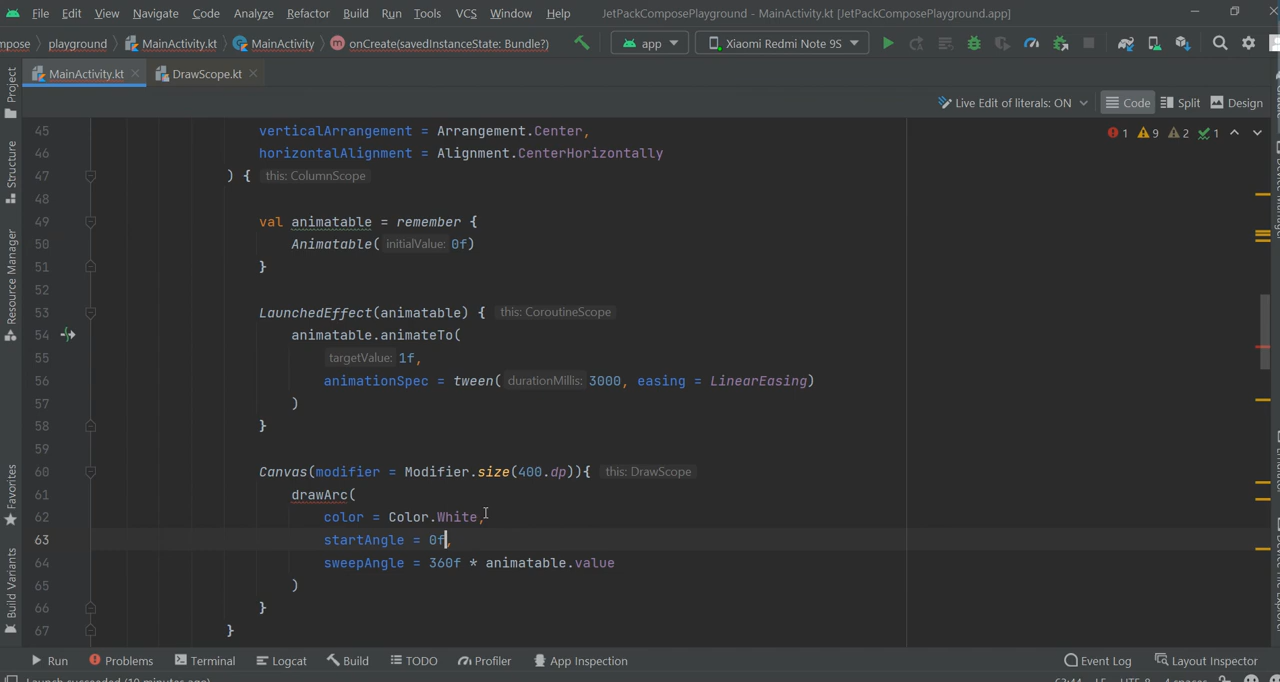 File Edit View Navigate Code Analyze Refactor Build Run Tools VCS Window Help JetPackComposePlayground - MainActivity.kt [JetPackComposePlayground.app]
mpose playground MainActivity.kt MainActivity onCreate(savedInstanceState: Bundle?) app Xiaomi Redmi Note 9S
MainActivity.kt DrawScope.kt
Live Edit of literals: ON Code Split Design
1 9 2 1
45 verticalArrangement = Arrangement.Center,
46 horizontalAlignment = Alignment.CenterHorizontally
47 ) { this: ColumnScope
48
49 val animatable = remember {
50 Animatable( initialValue: 0f)
51 }
52
53 LaunchedEffect(animatable) { this: CoroutineScope
54 animatable.animateTo(
55 targetValue: 1f,
56 animationSpec = tween( durationMillis: 3000, easing = LinearEasing)
57 )
58 }
59
60 Canvas(modifier = Modifier.size(400.dp)){ this: DrawScope
61 drawArc(
62 color = Color.White,
63 startAngle = 0f,
64 sweepAngle = 360f * animatable.value
65 )
66 }
67 }
Project
Structure
Resource Manager
Favorites
Build Variants
Run Problems Terminal Logcat Build TODO Profiler App Inspection Event Log Layout Inspector